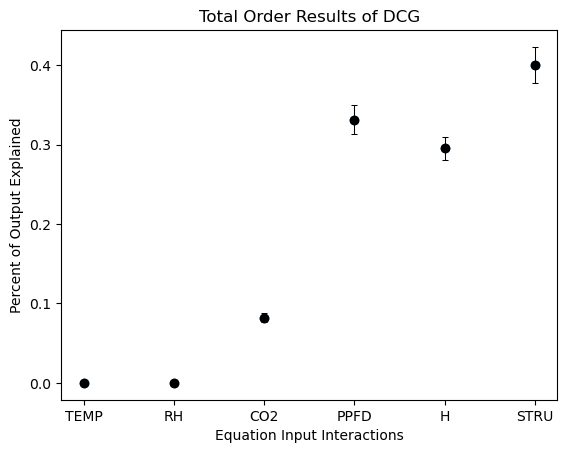 Total Order Results of DCG
Percent of Output Explained
0.4
0.3
0.2
0.1
0.0
TEMP RH CO2 PPFD H STRU
Equation Input Interactions